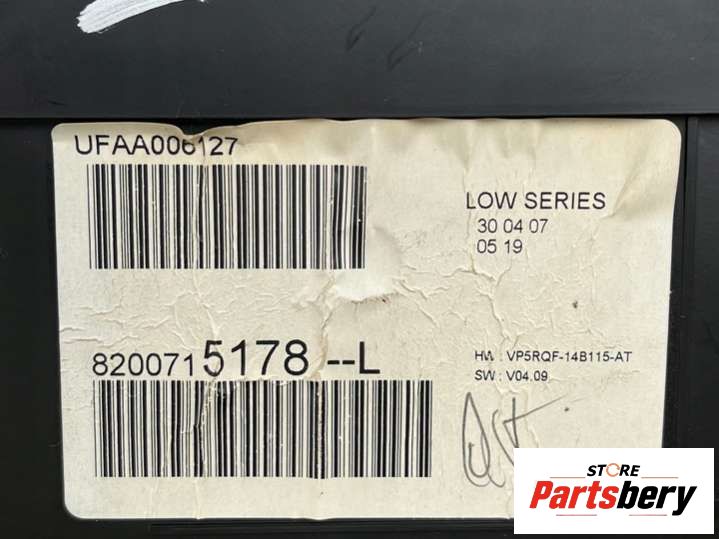 UFAA006127
LOW SERIES
30 04 07
05 19
8200715178 --L
HW : VP5RQF-14B115-AT
SW : V04.09
STORE
Partsbery